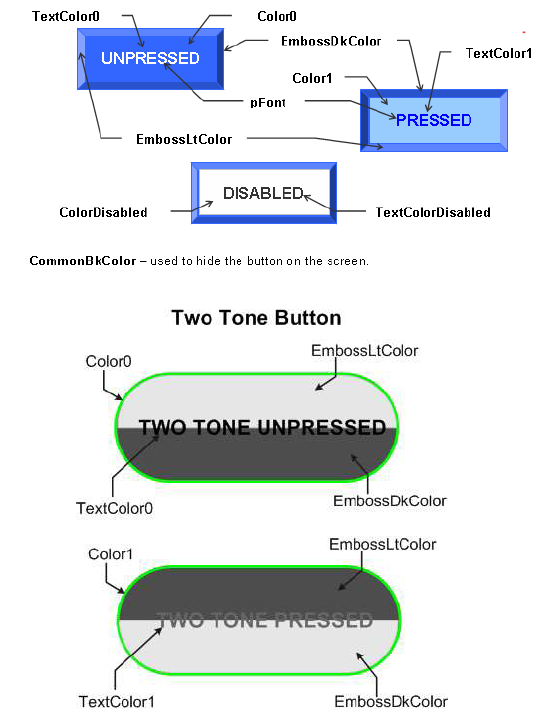 TextColor0
Color0
UNPRESSED
EmbossDkColor
TextColor1
Color1
pFont
PRESSED
EmbossLtColor
DISABLED
ColorDisabled
TextColorDisabled
CommonBkColor – used to hide the button on the screen.
Two Tone Button
EmbossLtColor
Color0
TWO TONE UNPRESSED
EmbossDkColor
TextColor0
EmbossLtColor
Color1
TWO TONE PRESSED
TextColor1
EmbossDkColor